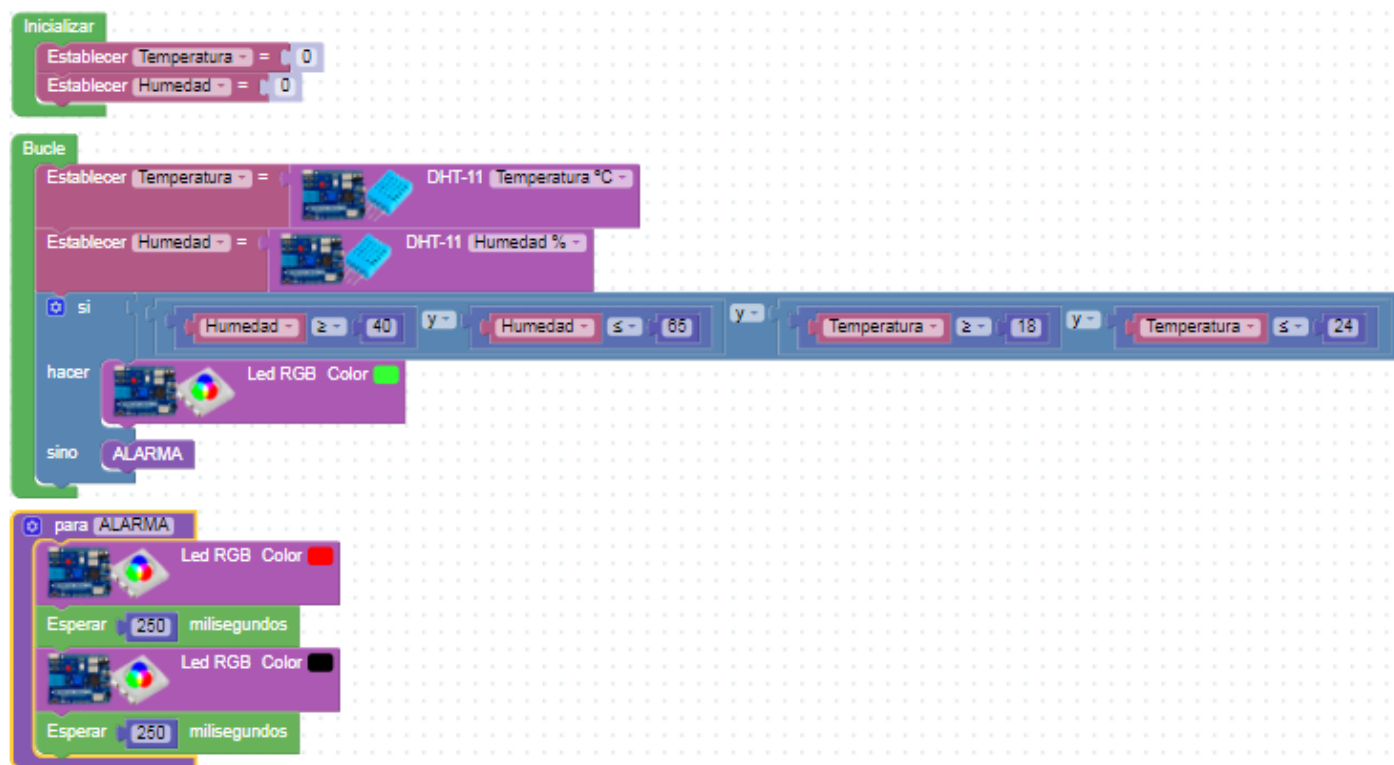 Inicializar
Establecer Temperatura = 0
Establecer Humedad = 0
Bucle
Establecer Temperatura = DHT-11 Temperatura ºC
Establecer Humedad = DHT-11 Humedad %
si Humedad ≥ 40 y Humedad ≤ 65 y Temperatura ≥ 18 y Temperatura ≤ 24
hacer Led RGB Color
sino ALARMA
para ALARMA
Led RGB Color
Esperar 250 milisegundos
Led RGB Color
Esperar 250 milisegundos